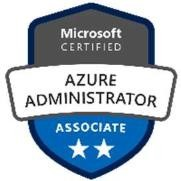 Microsoft
CERTIFIED
AZURE
ADMINISTRATOR
ASSOCIATE